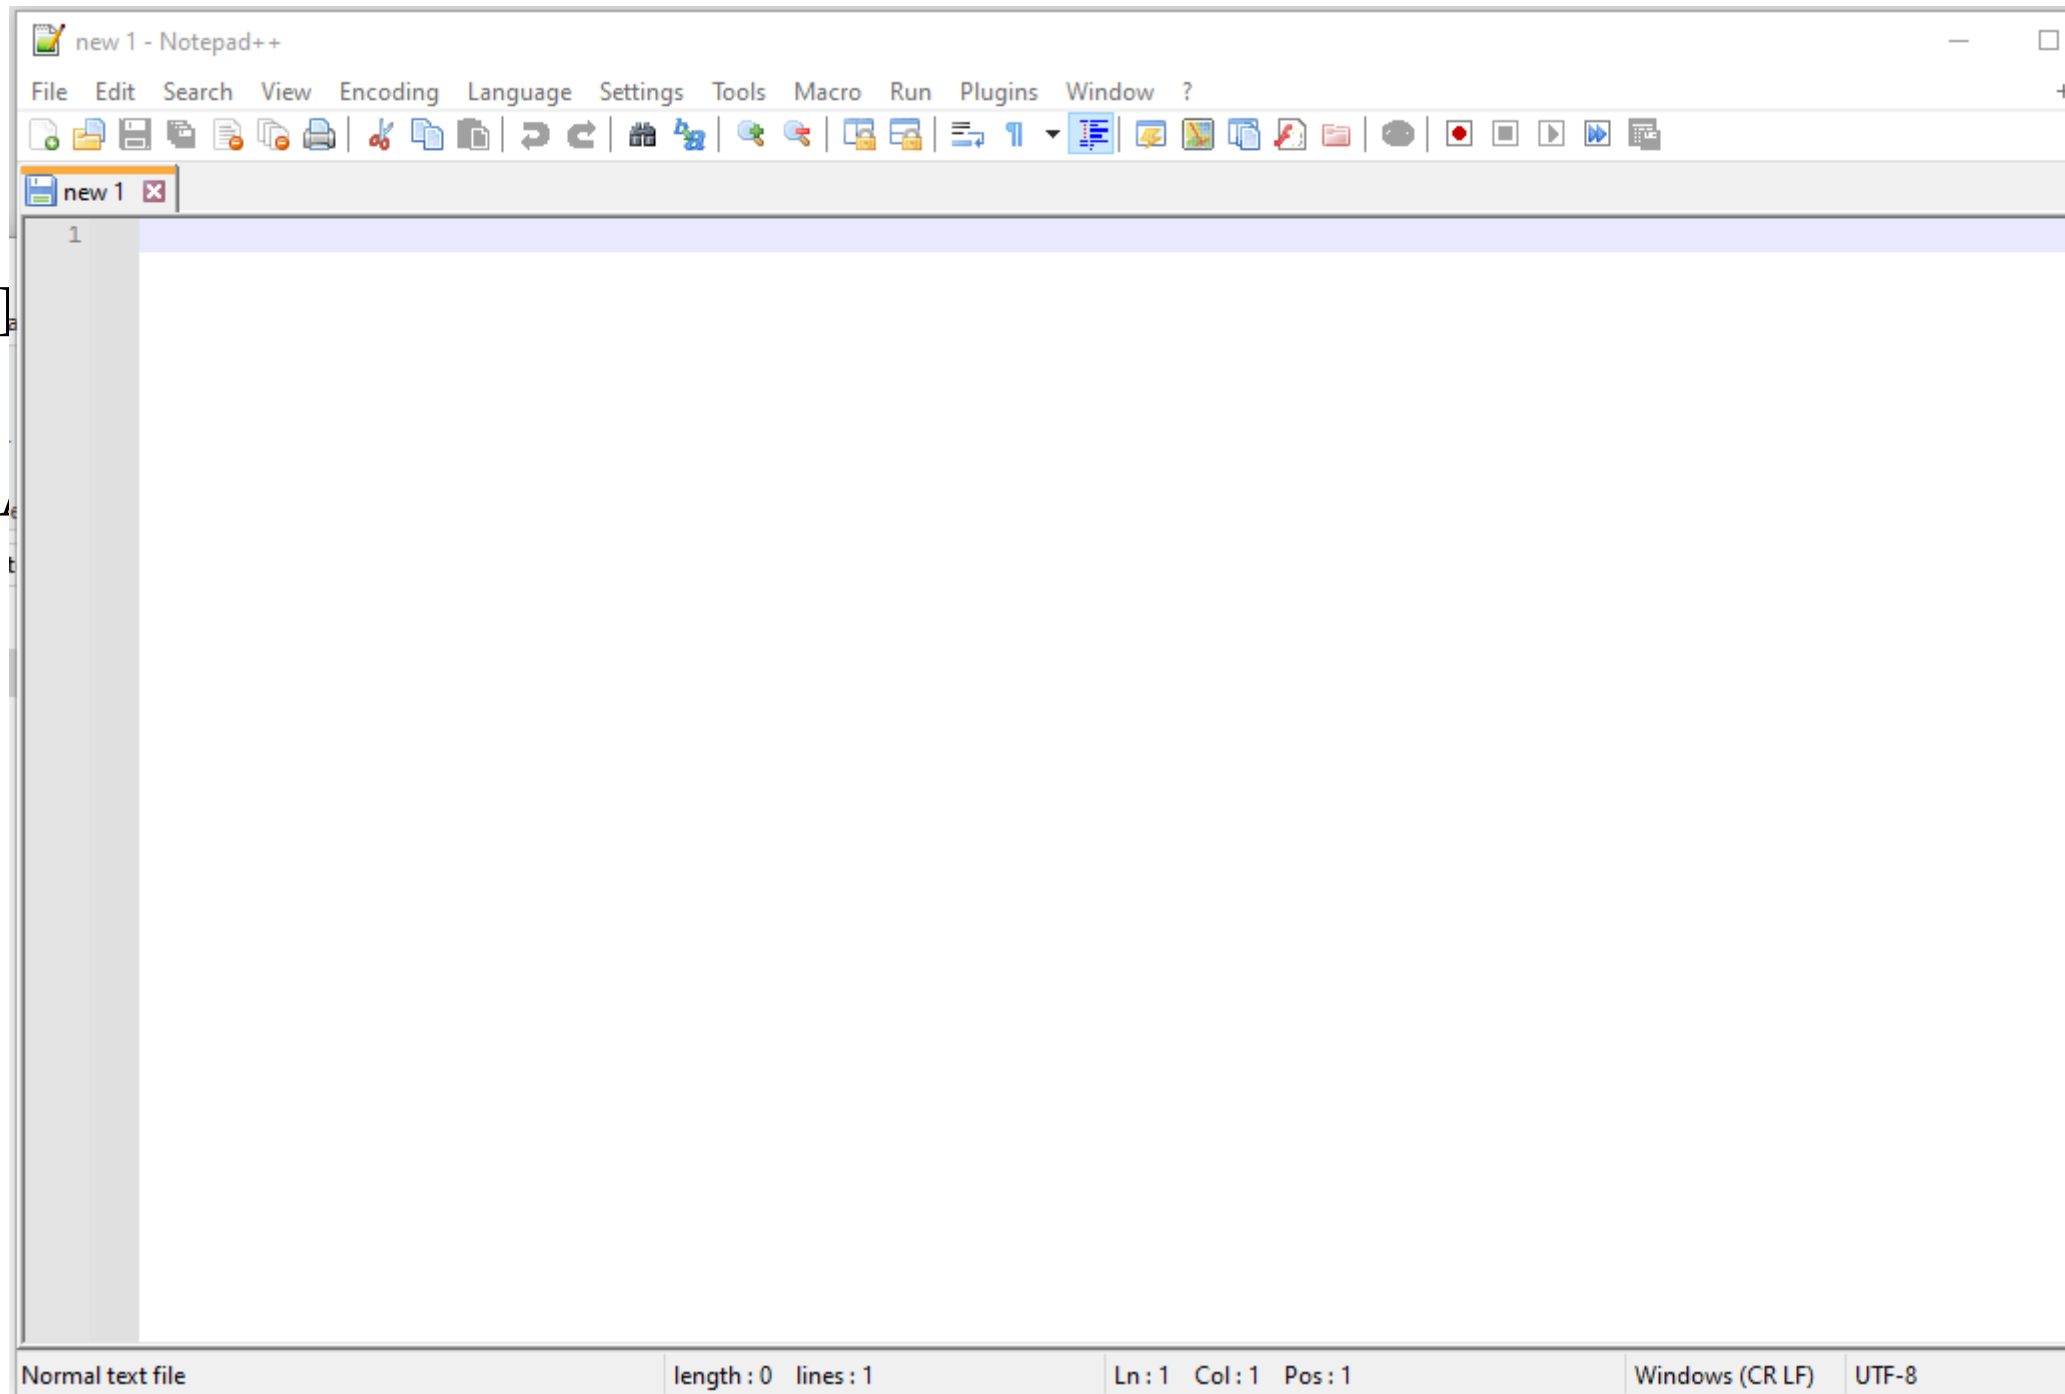 new 1 - Notepad++
File Edit Search View Encoding Language Settings Tools Macro Run Plugins Window ?
new 1
1
Normal text file length : 0 lines : 1 Ln : 1 Col : 1 Pos : 1 Windows (CR LF) UTF-8